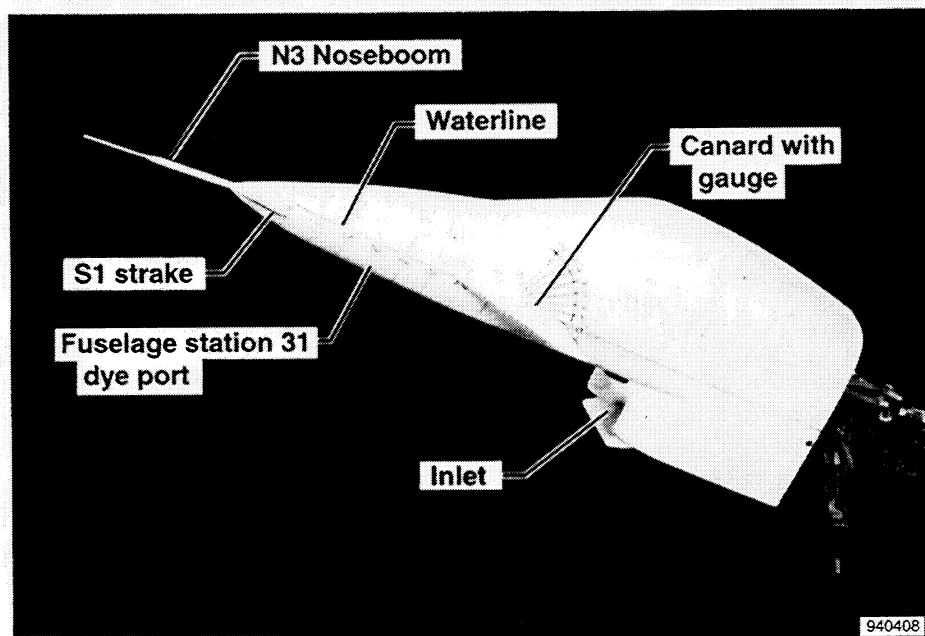 N3 Noseboom
Waterline
Canard with
gauge
S1 strake
Fuselage station 31
dye port
Inlet
940408